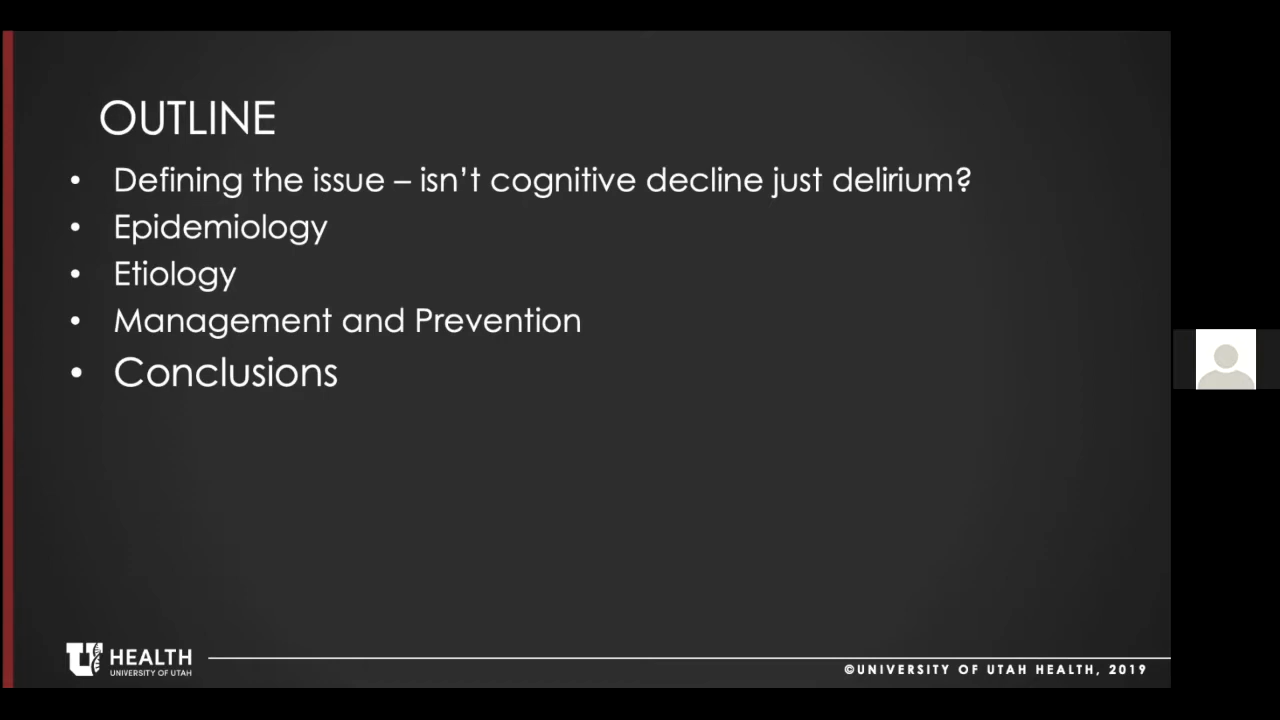 OUTLINE
• Defining the issue – isn’t cognitive decline just delirium?
• Epidemiology
• Etiology
• Management and Prevention
• Conclusions
U HEALTH
UNIVERSITY OF UTAH
©UNIVERSITY OF UTAH HEALTH, 2019